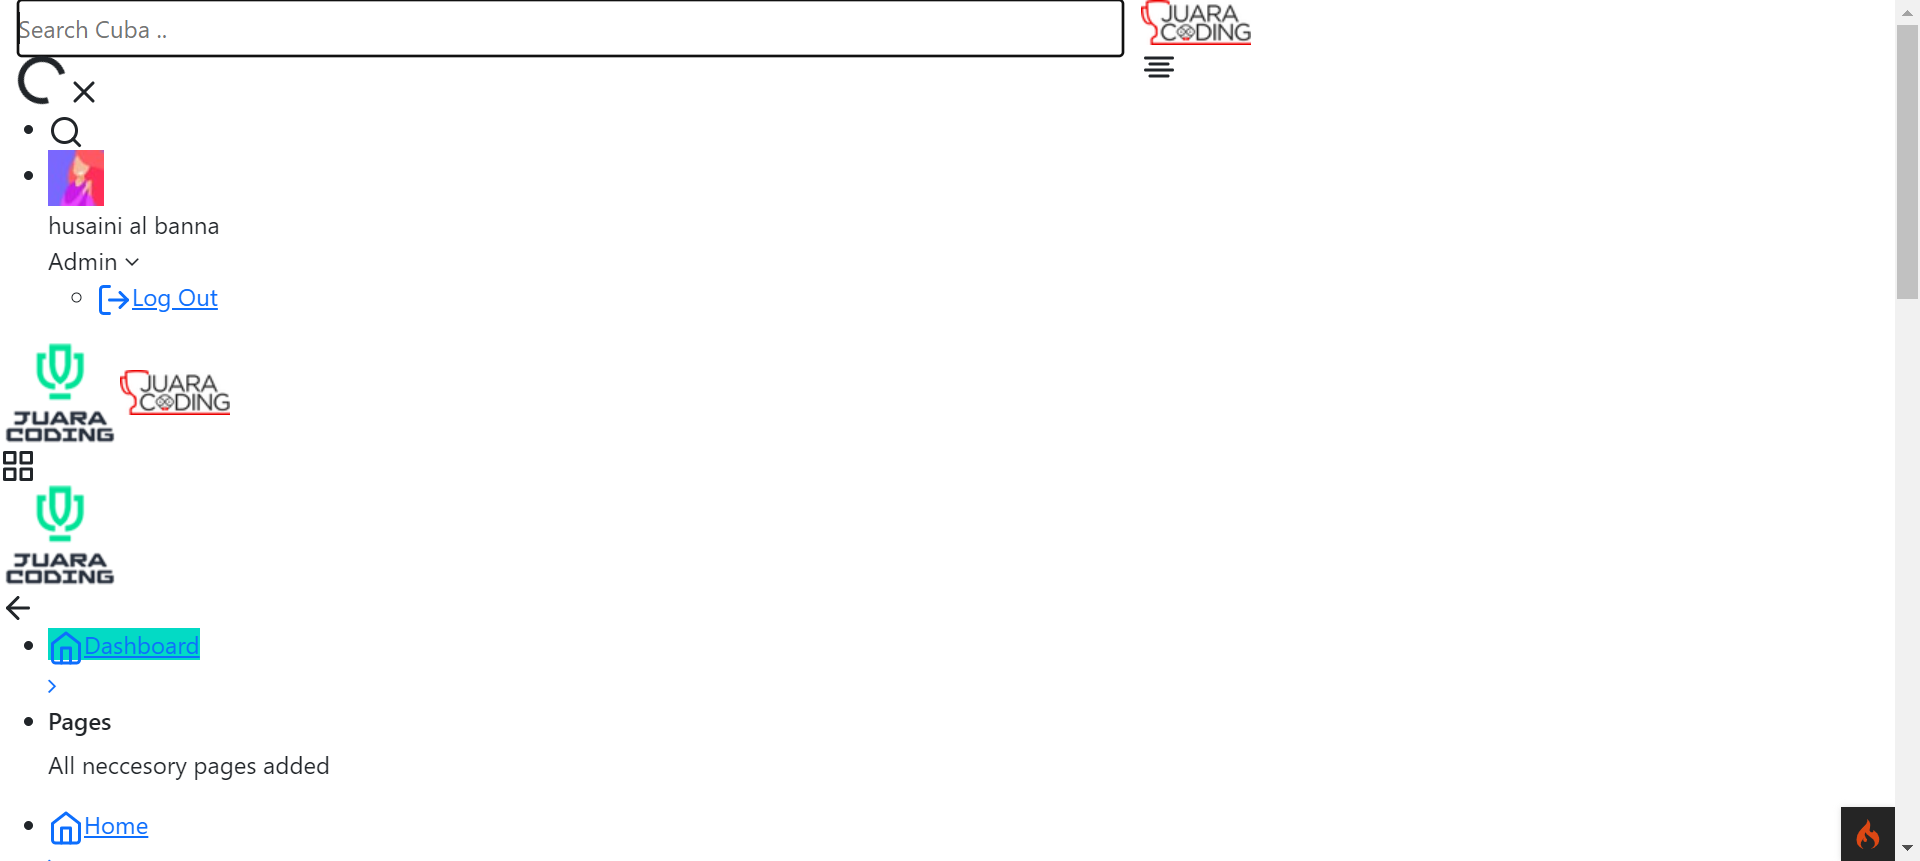 Search Cuba ..
JUARA
CODING
husaini al banna
Admin
Log Out
JUARA
CODING
JUARA
CODING
JUARA
CODING
Dashboard
Pages
All neccesory pages added
Home